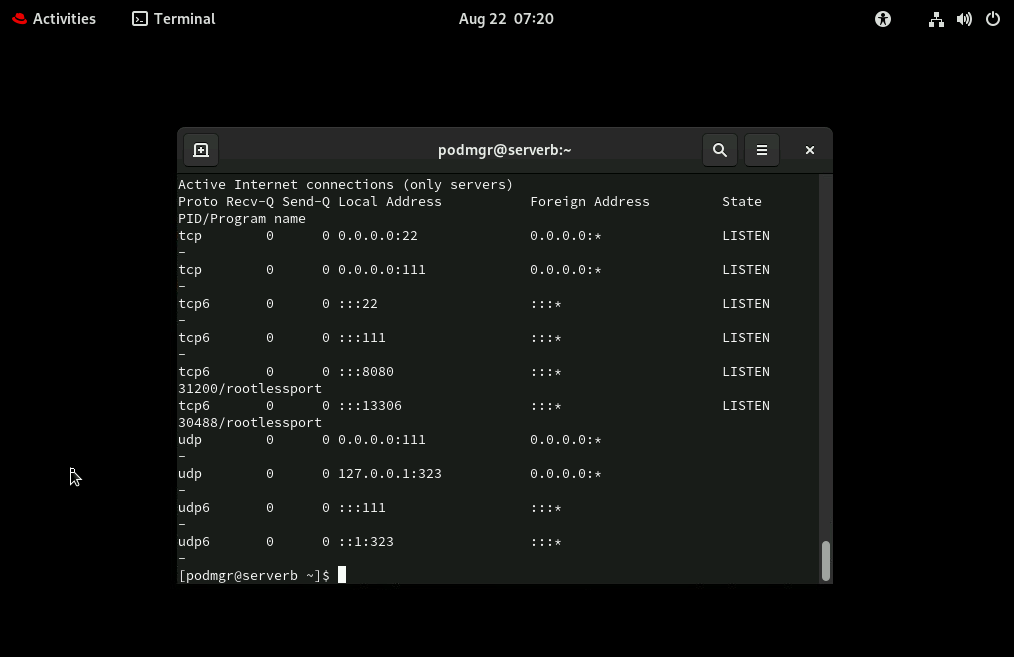 Activities Terminal Aug 22 07:20
podmgr@serverb:~
Active Internet connections (only servers)
Proto Recv-Q Send-Q Local Address           Foreign Address         State
PID/Program name
tcp        0      0 0.0.0.0:22              0.0.0.0:*               LISTEN
-
tcp        0      0 0.0.0.0:111             0.0.0.0:*               LISTEN
-
tcp6       0      0 :::22                   :::*                    LISTEN
-
tcp6       0      0 :::111                  :::*                    LISTEN
-
tcp6       0      0 :::8080                 :::*                    LISTEN
31200/rootlessport
tcp6       0      0 :::13306                :::*                    LISTEN
30488/rootlessport
udp        0      0 0.0.0.0:111             0.0.0.0:*
-
udp        0      0 127.0.0.1:323           0.0.0.0:*
-
udp6       0      0 :::111                  :::*
-
udp6       0      0 ::1:323                 :::*
-
[podmgr@serverb ~]$